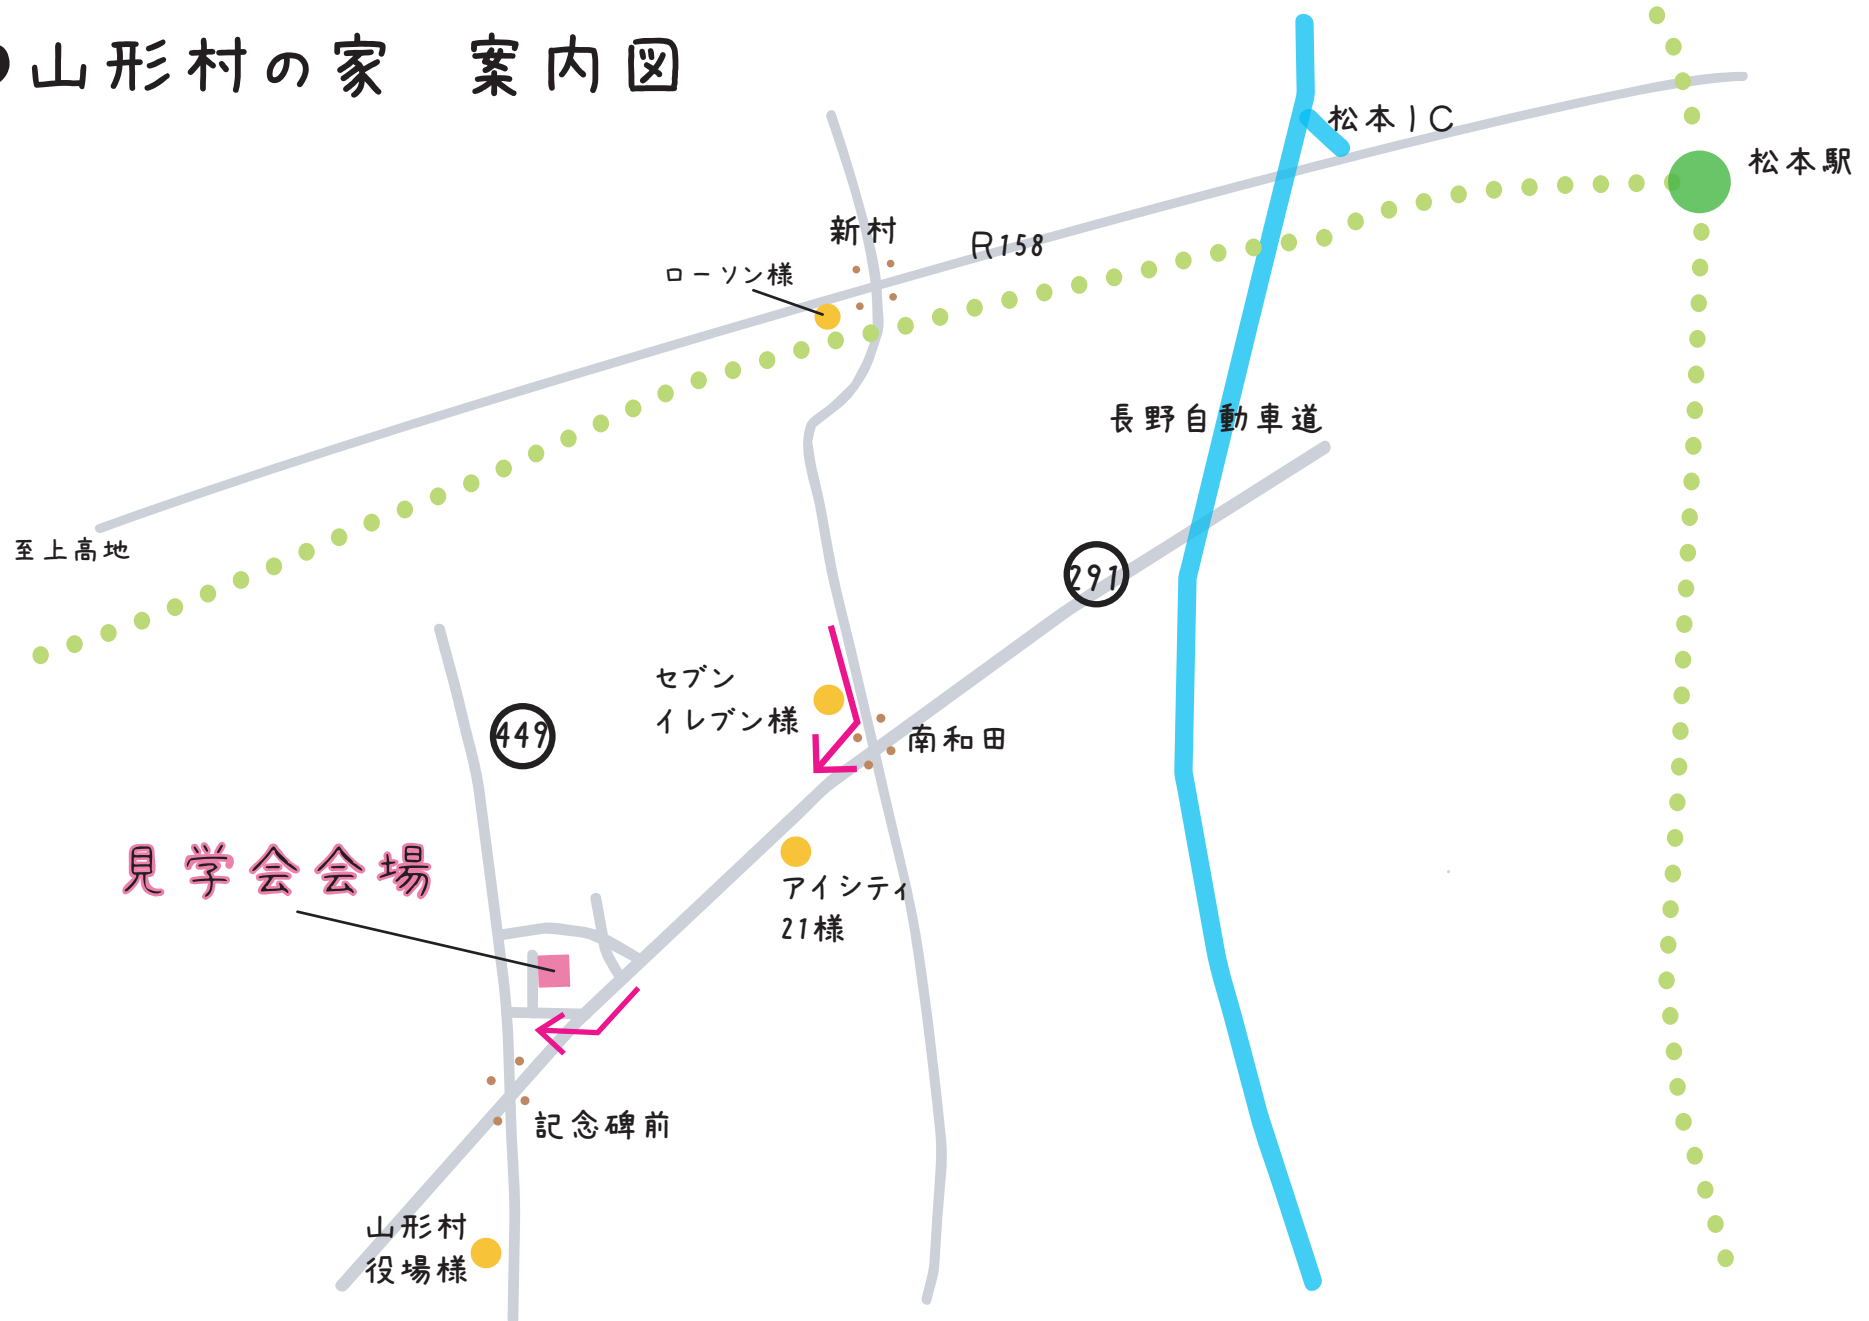 山形村の家　案内図
松本IC
松本駅
新村
R158
ローソン様
長野自動車道
至上高地
291
セブン
イレブン様
449
南和田
見学会会場
アイシティ
21様
記念碑前
山形村
役場様